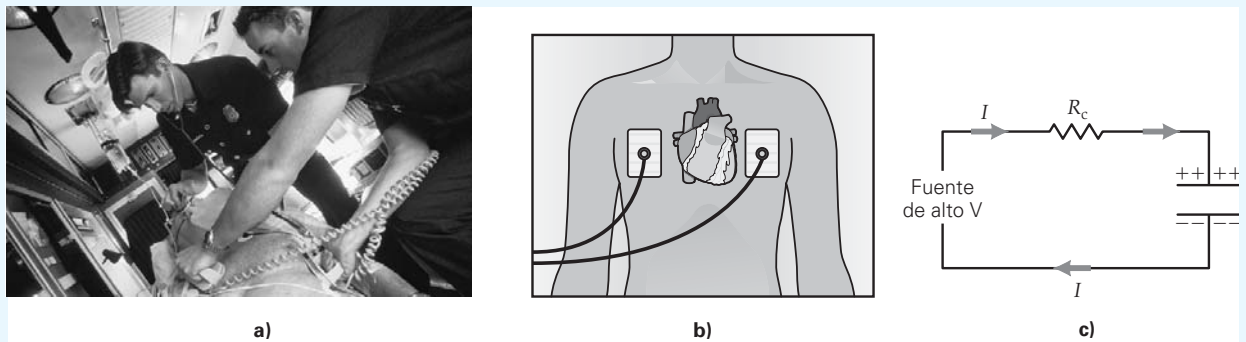 I
R_c
Fuente
de alto V
++ ++
−− −−
I
a)
b)
c)